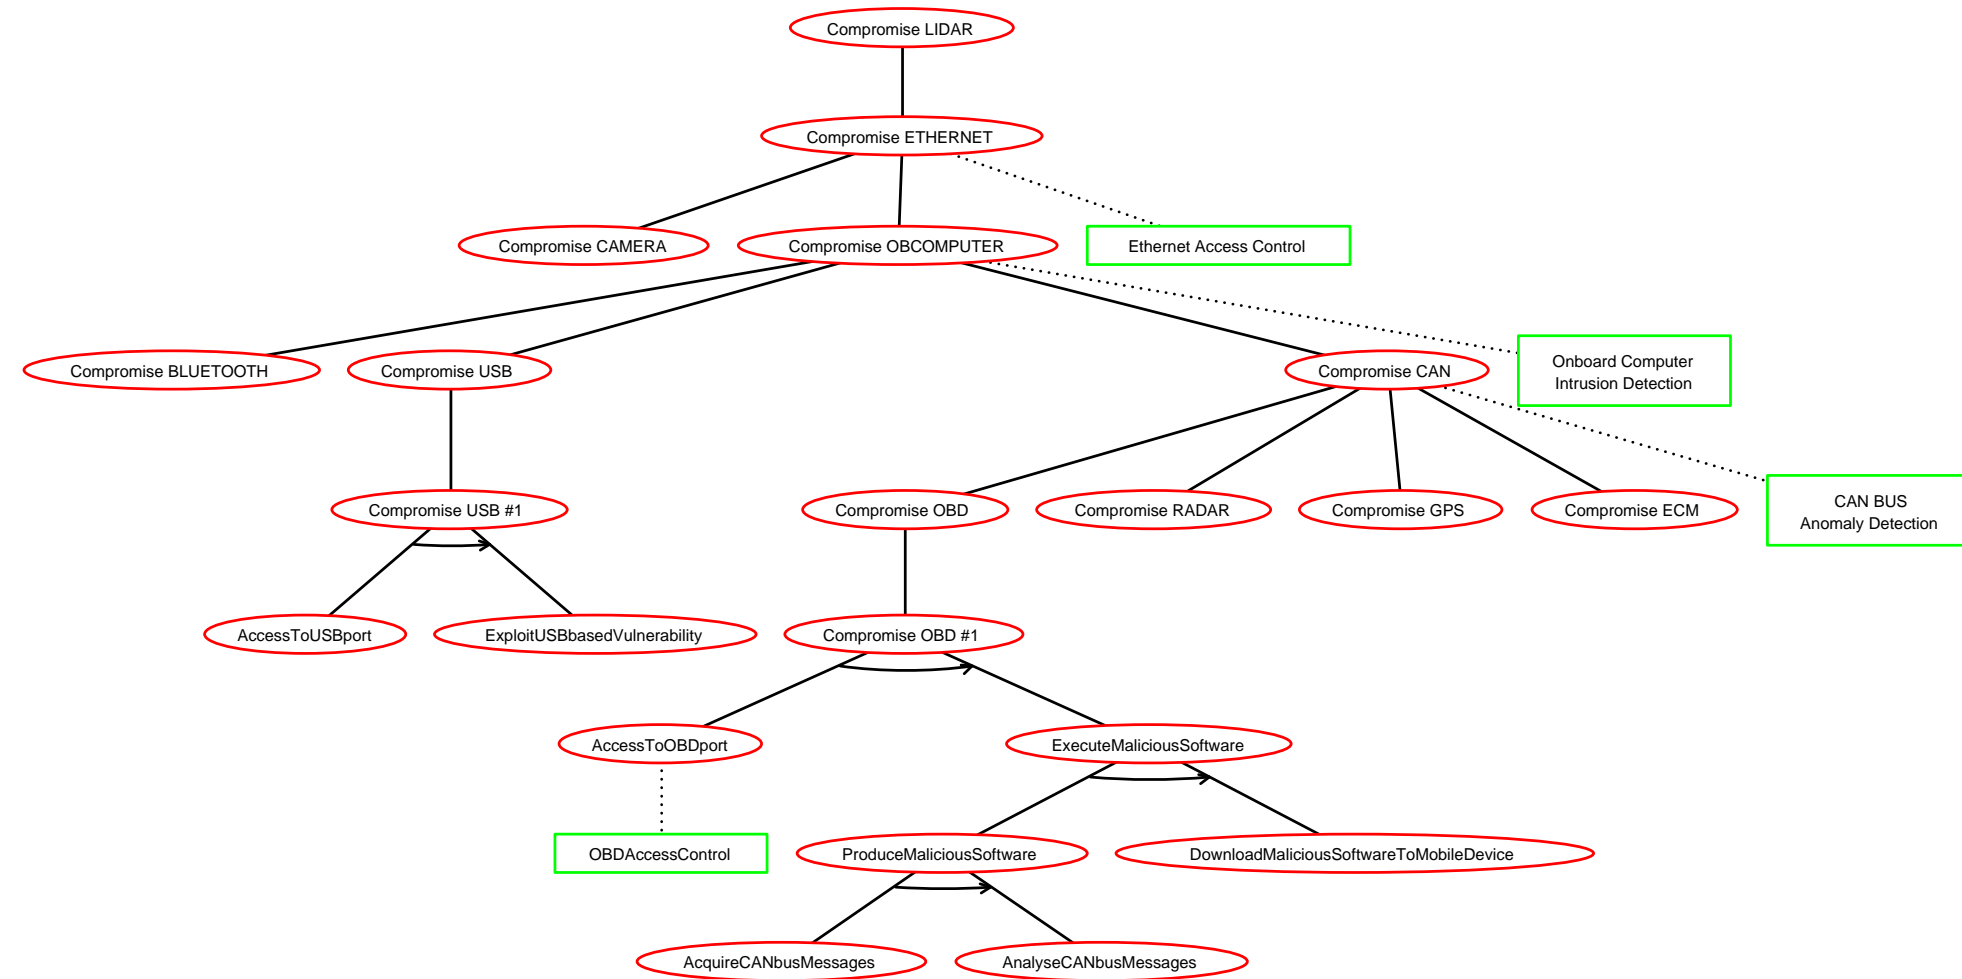 Compromise LIDAR
Compromise ETHERNET
Compromise CAMERA
Compromise OBCOMPUTER
Ethernet Access Control
Compromise BLUETOOTH
Compromise USB
Compromise CAN
Onboard Computer
Intrusion Detection
Compromise USB #1
Compromise OBD
Compromise RADAR
Compromise GPS
Compromise ECM
CAN BUS
Anomaly Detection
AccessToUSBport
ExploitUSBbasedVulnerability
Compromise OBD #1
AccessToOBDport
ExecuteMaliciousSoftware
OBDAccessControl
ProduceMaliciousSoftware
DownloadMaliciousSoftwareToMobileDevice
AcquireCANbusMessages
AnalyseCANbusMessages